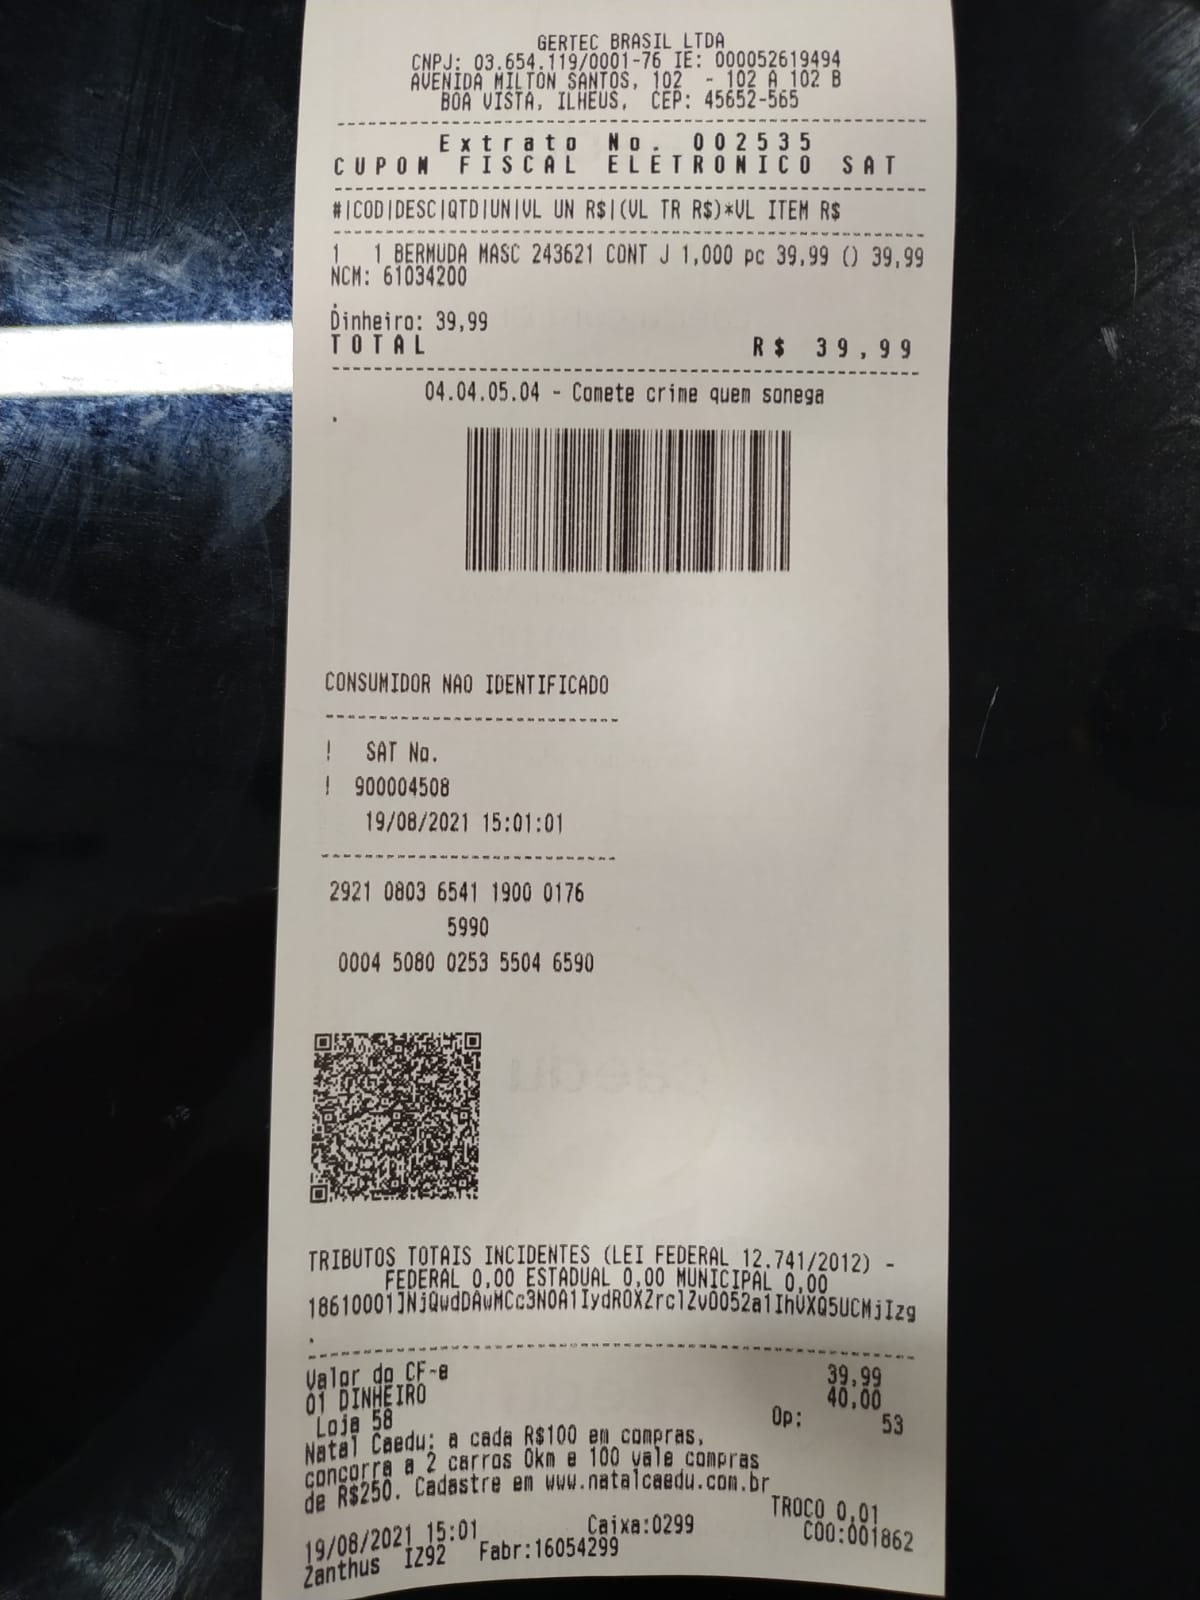 GERTEC BRASIL LTDA
CNPJ: 03.654.119/0001-76 IE: 000052619494
AVENIDA MILTON SANTOS, 102 - 102 A 102 B
BOA VISTA, ILHEUS, CEP: 45652-565
Extrato No. 002535
CUPOM FISCAL ELETRONICO SAT
#|COD|DESC|QTD|UN|VL UN R$|(VL TR R$)*VL ITEM R$
1 1 BERMUDA MASC 243621 CONT J 1,000 pc 39,99 () 39,99
NCM: 61034200
.
Dinheiro: 39,99
TOTAL R$ 39,99
04.04.05.04 - Comete crime quem sonega
.
CONSUMIDOR NAO IDENTIFICADO
! SAT No.
! 900004508
19/08/2021 15:01:01
2921 0803 6541 1900 0176
5990
0004 5080 0253 5504 6590
TRIBUTOS TOTAIS INCIDENTES (LEI FEDERAL 12.741/2012) -
FEDERAL 0,00 ESTADUAL 0,00 MUNICIPAL 0,00
.
Valor do CF-e 39,99
01 DINHEIRO 40,00
Loja 58 Op: 53
Natal Caedu: a cada R$100 em compras,
concorra a 2 carros 0km e 100 vale compras
de R$250. Cadastre em www.natalcaedu.com.br
TROCO 0,01
19/08/2021 15:01 Caixa:0299 COO:001862
Zanthus IZ92 Fabr:16054299